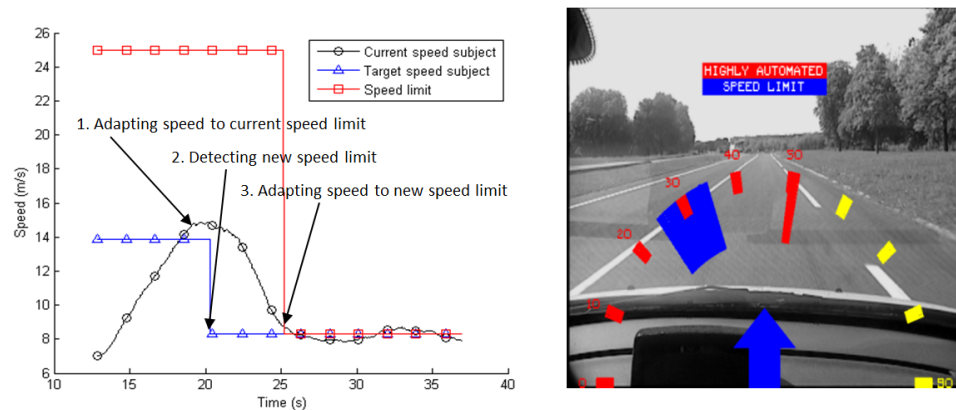 26
24
22
20
18
16
14
12
10
8
6
Speed (m/s)
Current speed subject
Target speed subject
Speed limit
1. Adapting speed to current speed limit
2. Detecting new speed limit
3. Adapting speed to new speed limit
10 15 20 25 30 35 40
Time (s)
HIGHLY AUTOMATED
SPEED LIMIT
40 50
30
20
10
0